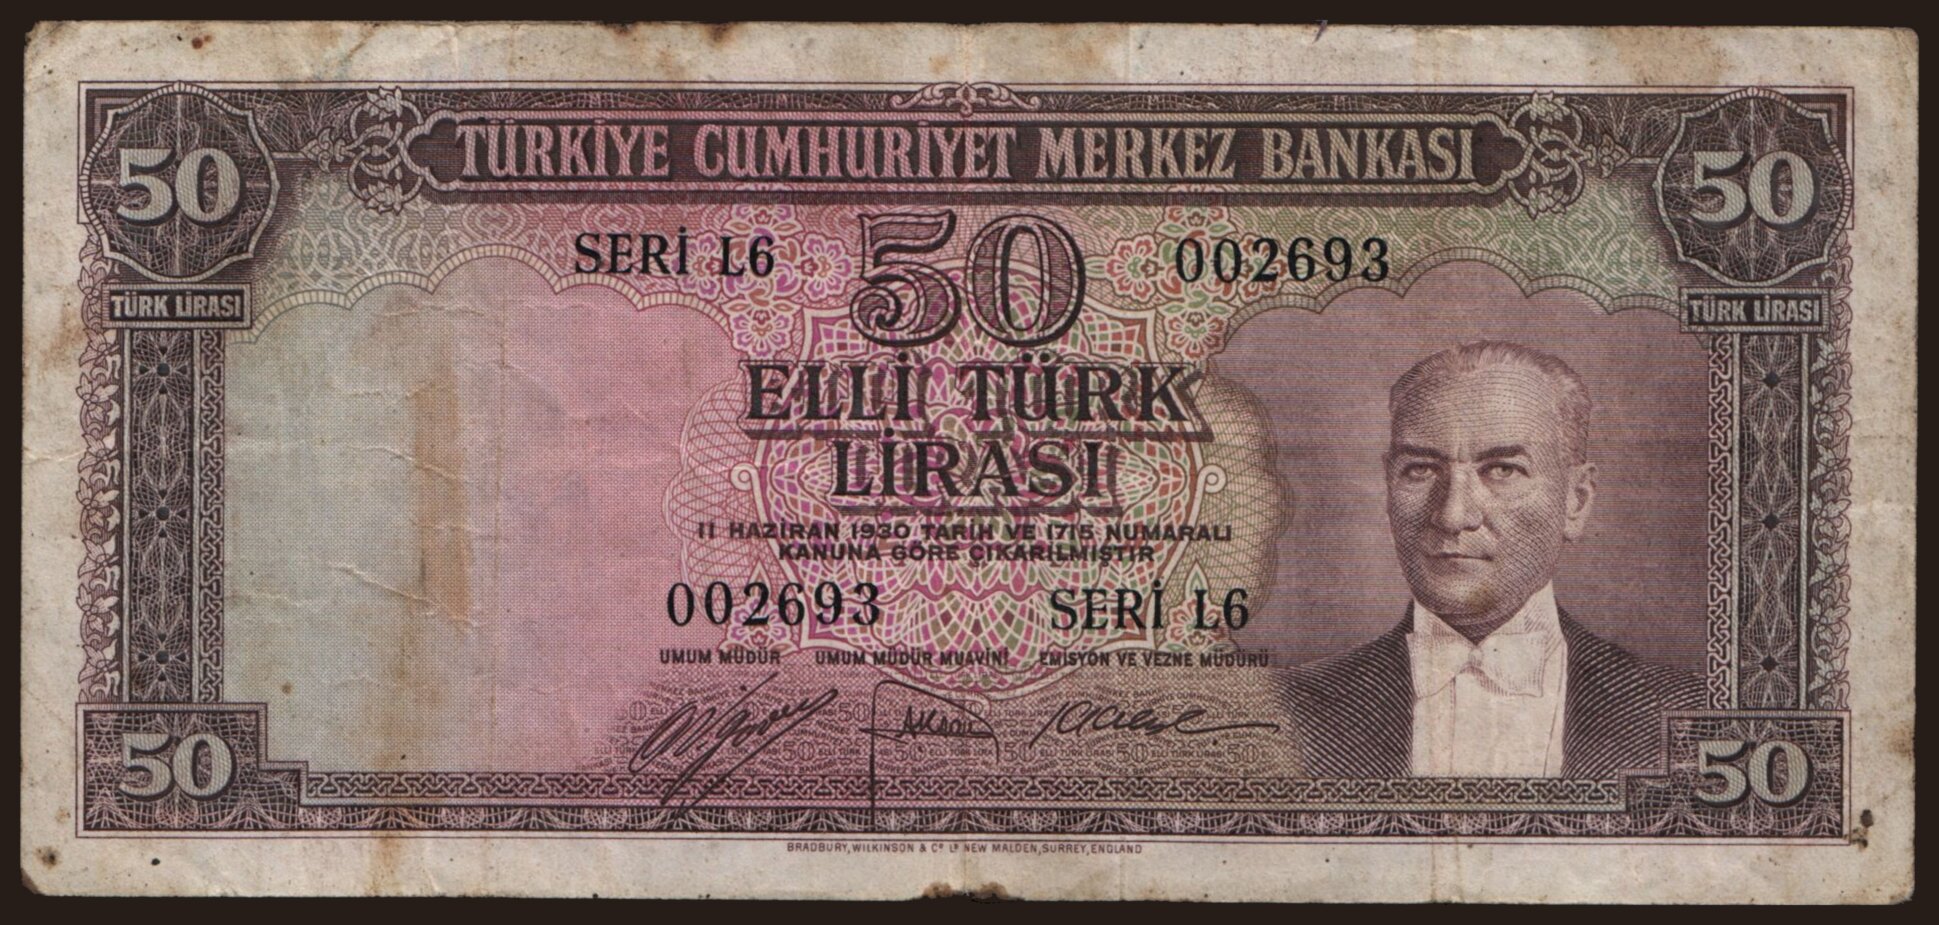 50 TÜRKİYE CUMHURİYET MERKEZ BANKASI 50
SERİ L6 50 002693
TÜRK LİRASI TÜRK LİRASI
ELLİ TÜRK
LİRASI
11 HAZİRAN 1930 TARİH VE 1715 NUMARALI
KANUNA GÖRE ÇIKARILMIŞTIR
002693 SERİ L6
UMUM MÜDÜR UMUM MÜDÜR MUAVİNİ EMİSYON VE VEZNE MÜDÜRÜ
50 50
BRADBURY, WILKINSON & Cº Lᴰ NEW MALDEN, SURREY, ENGLAND